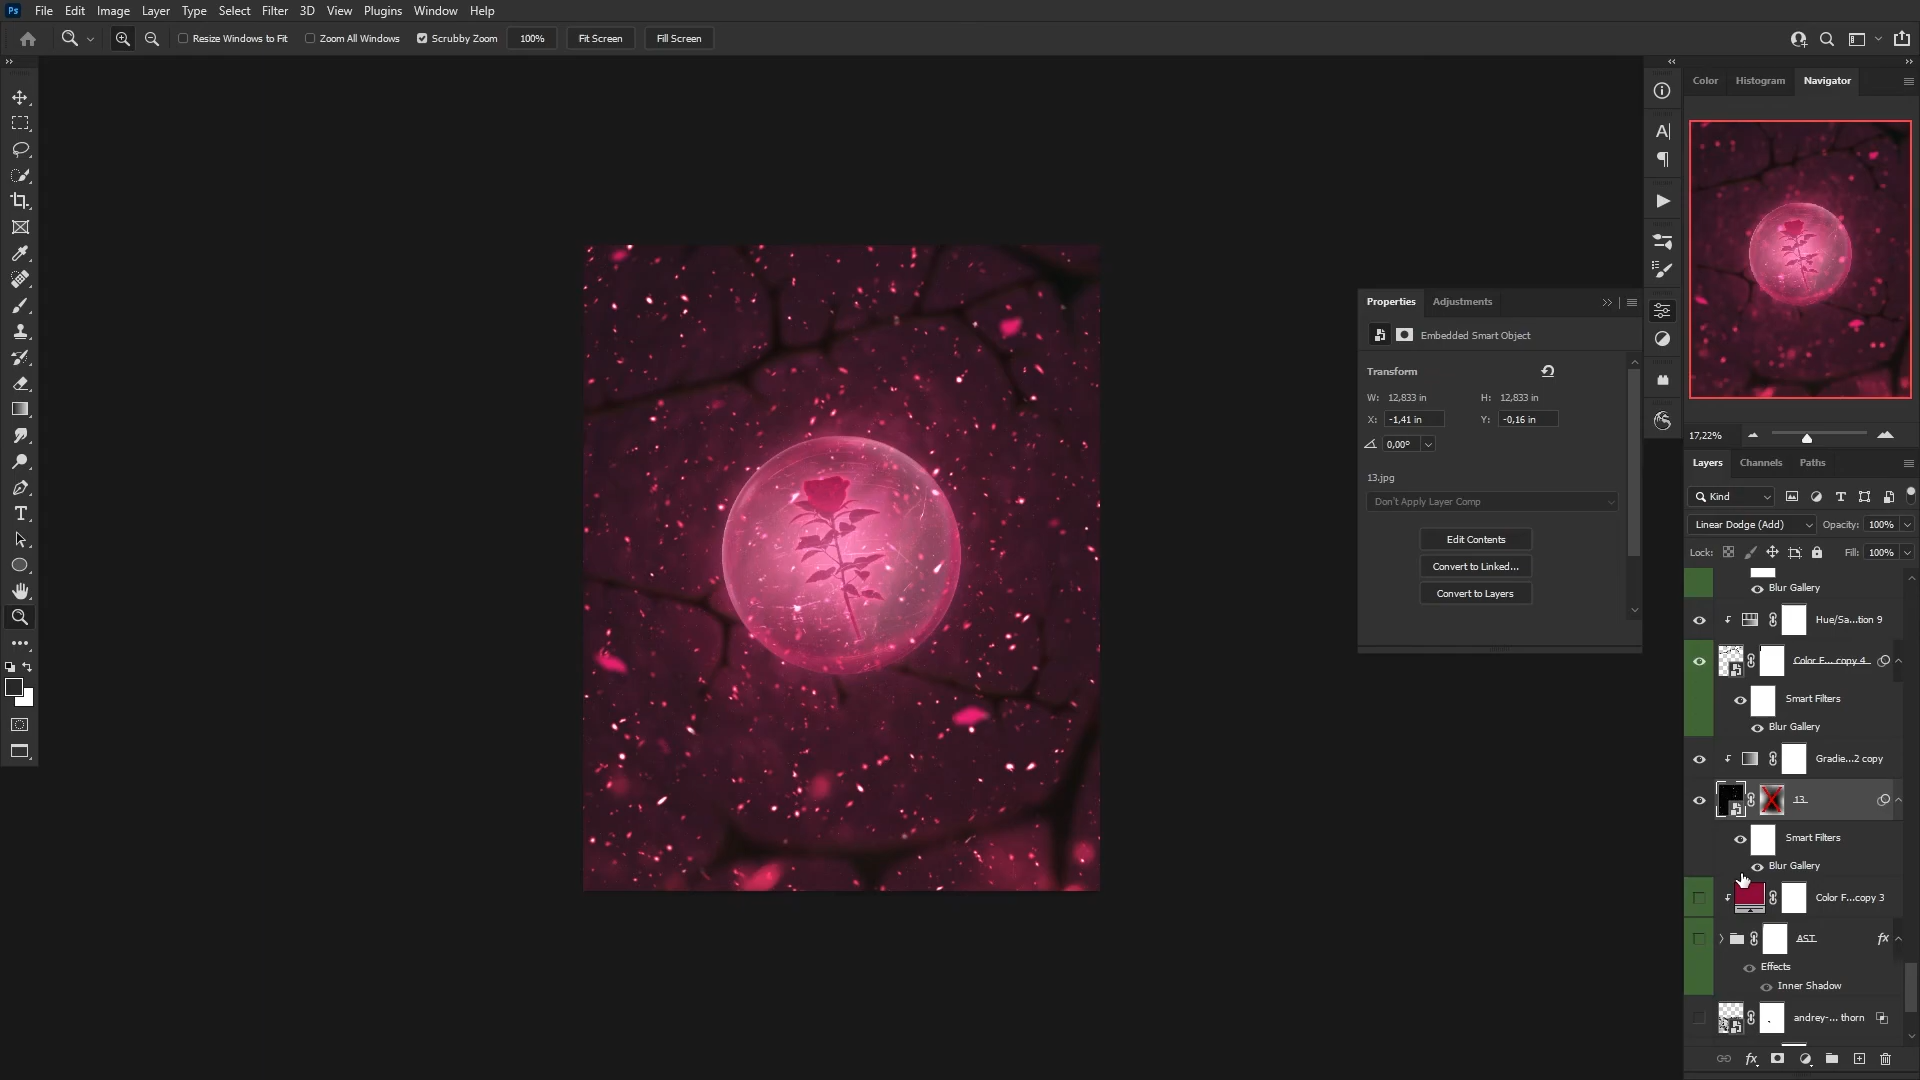 Ps File Edit Image Layer Type Select Filter 3D View Plugins Window Help
Resize Windows to Fit Zoom All Windows Scrubby Zoom 100% Fit Screen Fill Screen
Color Histogram Navigator
Properties Adjustments
Embedded Smart Object
Transform
W: 12,833 in H: 12,833 in
X: -1,41 in Y: -0,16 in
0,00°
13.jpg
Don't Apply Layer Comp
Edit Contents
Convert to Linked...
Convert to Layers
17,22%
Layers Channels Paths
Kind
Linear Dodge (Add) Opacity: 100%
Lock: Fill: 100%
Blur Gallery
Hue/Sa...tion 9
Color F... copy 4
Smart Filters
Blur Gallery
Gradie...2 copy
13
Smart Filters
Blur Gallery
Color F...copy 3
AST fx
Effects
Inner Shadow
andrey-... thorn
fx